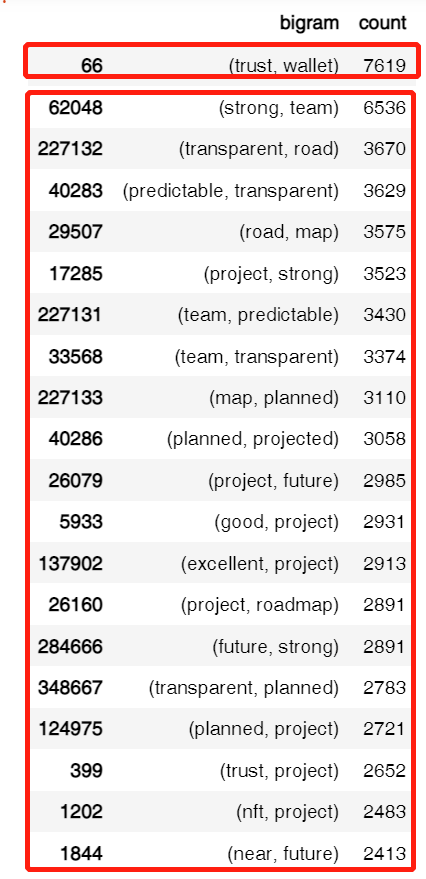 bigram count
66 (trust, wallet) 7619
62048 (strong, team) 6536
227132 (transparent, road) 3670
40283 (predictable, transparent) 3629
29507 (road, map) 3575
17285 (project, strong) 3523
227131 (team, predictable) 3430
33568 (team, transparent) 3374
227133 (map, planned) 3110
40286 (planned, projected) 3058
26079 (project, future) 2985
5933 (good, project) 2931
137902 (excellent, project) 2913
26160 (project, roadmap) 2891
284666 (future, strong) 2891
348667 (transparent, planned) 2783
124975 (planned, project) 2721
399 (trust, project) 2652
1202 (nft, project) 2483
1844 (near, future) 2413